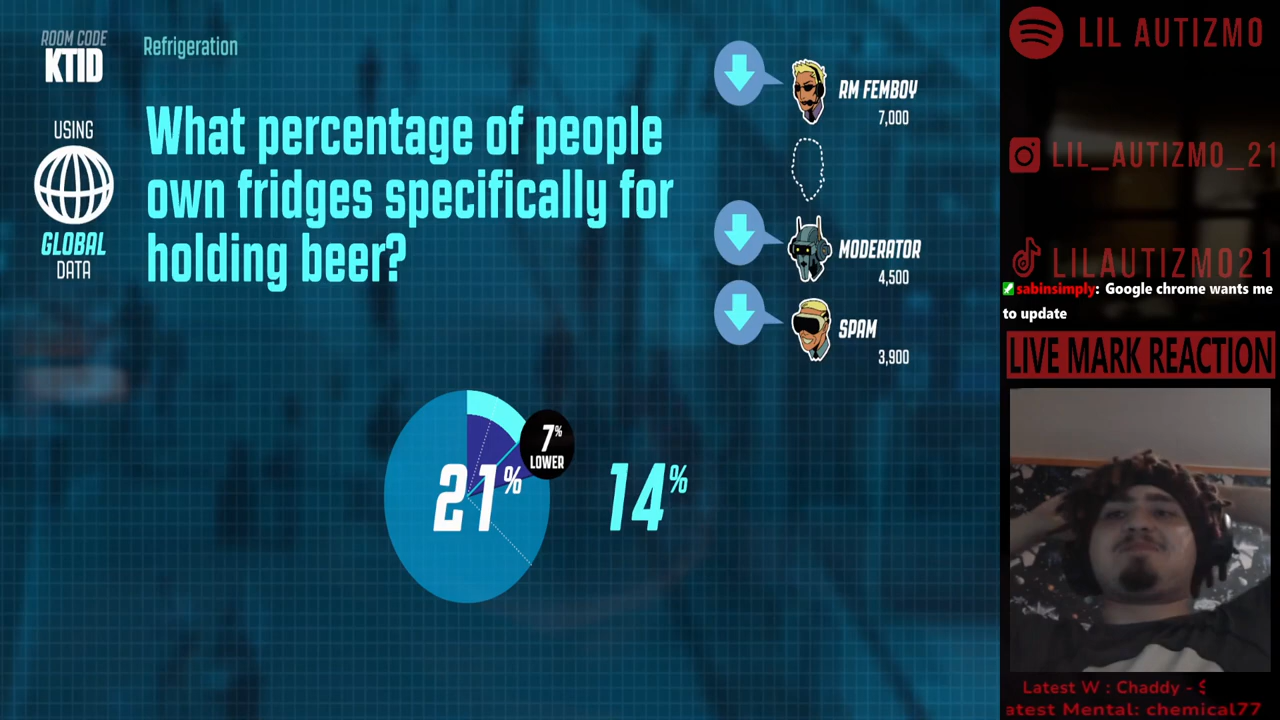 ROOM CODE
KTID
Refrigeration
USING
GLOBAL
DATA
What percentage of people
own fridges specifically for
holding beer?
RM FEMBOY
7,000
MODERATOR
4,500
SPAM
3,900
7%
LOWER
21%
14%
LIL AUTIZMO
LIL_AUTIZMO_21
LILAUTIZMO21
sabinsimply: Google chrome wants me
to update
LIVE MARK REACTION
Latest W : Chaddy -
atest Mental: chemical77